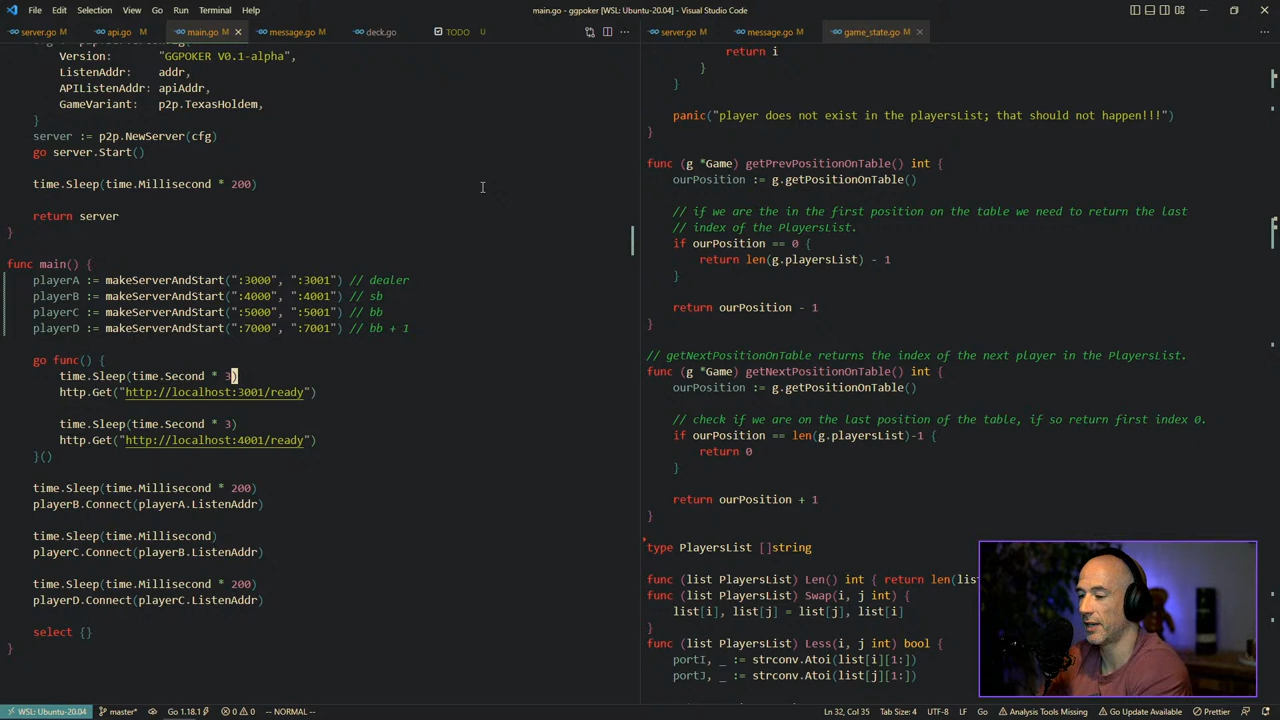 File Edit Selection View Go Run Terminal Help
main.go - ggpoker [WSL: Ubuntu-20.04] - Visual Studio Code
server.go M api.go M main.go × message.go M deck.go TODO U
Version: "GGPOKER V0.1-alpha",
ListenAddr: addr,
APIListenAddr: apiAddr,
GameVariant: p2p.TexasHoldem,
}
server := p2p.NewServer(cfg)
go server.Start()
time.Sleep(time.Millisecond * 200)
return server
}
func main() {
playerA := makeServerAndStart(":3000", ":3001") // dealer
playerB := makeServerAndStart(":4000", ":4001") // sb
playerC := makeServerAndStart(":5000", ":5001") // bb
playerD := makeServerAndStart(":7000", ":7001") // bb + 1
go func() {
time.Sleep(time.Second * 3)
http.Get("http://localhost:3001/ready")
time.Sleep(time.Second * 3)
http.Get("http://localhost:4001/ready")
}()
time.Sleep(time.Millisecond * 200)
playerB.Connect(playerA.ListenAddr)
time.Sleep(time.Millisecond)
playerC.Connect(playerB.ListenAddr)
time.Sleep(time.Millisecond * 200)
playerD.Connect(playerC.ListenAddr)
select {}
}
server.go M message.go M game_state.go ×
return i
}
}
panic("player does not exist in the playersList; that should not happen!!!")
}
func (g *Game) getPrevPositionOnTable() int {
ourPosition := g.getPositionOnTable()
// if we are the in the first position on the table we need to return the last
// index of the PlayersList.
if ourPosition == 0 {
return len(g.playersList) - 1
}
return ourPosition - 1
}
// getNextPositionOnTable returns the index of the next player in the PlayersList.
func (g *Game) getNextPositionOnTable() int {
ourPosition := g.getPositionOnTable()
// check if we are on the last position of the table, if so return first index 0.
if ourPosition == len(g.playersList)-1 {
return 0
}
return ourPosition + 1
}
type PlayersList []string
func (list PlayersList) Len() int { return len(lis
func (list PlayersList) Swap(i, j int) {
list[i], list[j] = list[j], list[i]
}
func (list PlayersList) Less(i, j int) bool {
portI, _ := strconv.Atoi(list[i][1:])
portJ, _ := strconv.Atoi(list[j][1:])
WSL: Ubuntu-20.04 master* Go 1.18.1 0 0 -- NORMAL -- Ln 32, Col 35 Tab Size: 4 UTF-8 LF Go Analysis Tools Missing Go Update Available Prettier